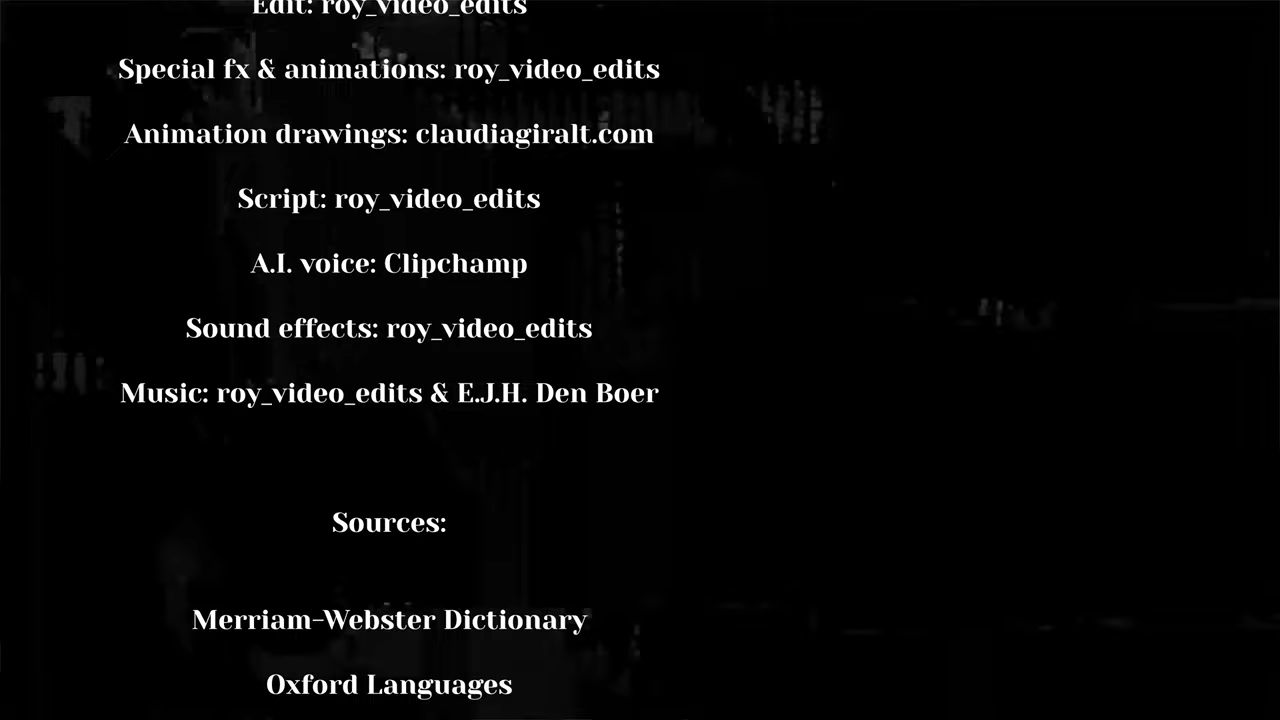 Edit: roy_video_edits
Special fx & animations: roy_video_edits
Animation drawings: claudiagiralt.com
Script: roy_video_edits
A.I. voice: Clipchamp
Sound effects: roy_video_edits
Music: roy_video_edits & E.J.H. Den Boer
Sources:
Merriam-Webster Dictionary
Oxford Languages